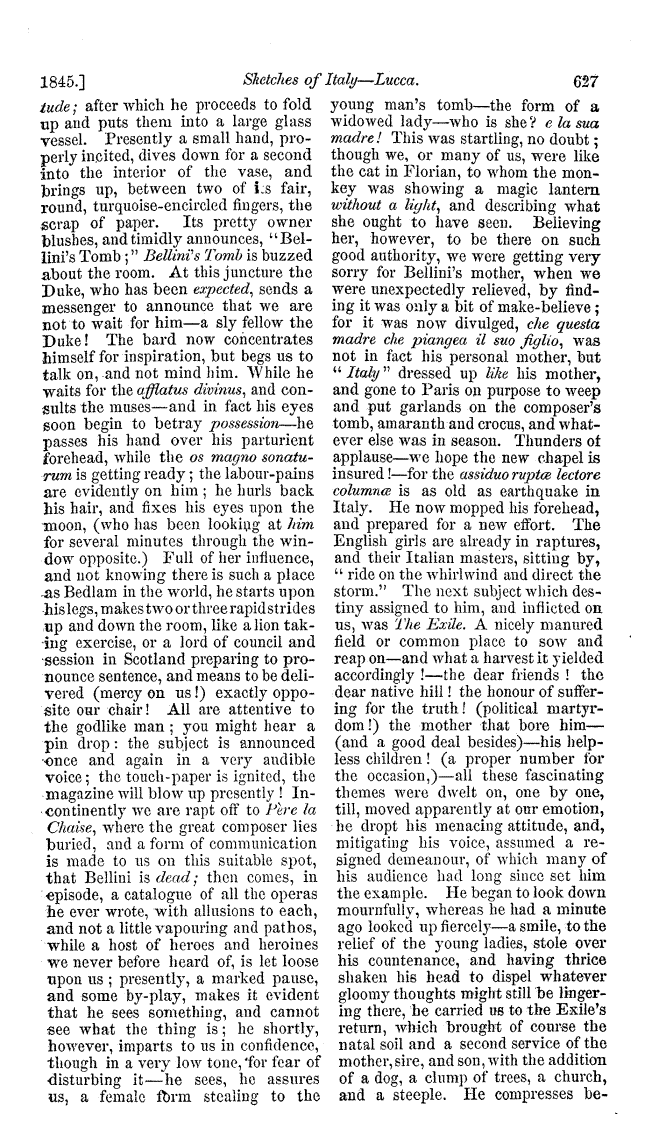 1845.] Sketches of Italy—Lucca. 627
tude; after which he proceeds to fold
up and puts them into a large glass
vessel. Presently a small hand, pro-
perly incited, dives down for a second
into the interior of the vase, and
brings up, between two of its fair,
round, turquoise-encircled fingers, the
scrap of paper. Its pretty owner
blushes, and timidly announces, "Bel-
lini's Tomb;" Bellini's Tomb is buzzed
about the room. At this juncture the
Duke, who has been expected, sends a
messenger to announce that we are
not to wait for him—a sly fellow the
Duke! The bard now concentrates
himself for inspiration, but begs us to
talk on, and not mind him. While he
waits for the afflatus divinus, and con-
sults the muses—and in fact his eyes
soon begin to betray possession—he
passes his hand over his parturient
forehead, while the os magno sonatu-
rum is getting ready; the labour-pains
are evidently on him; he hurls back
his hair, and fixes his eyes upon the
moon, (who has been looking at him
for several minutes through the win-
dow opposite.) Full of her influence,
and not knowing there is such a place
as Bedlam in the world, he starts upon
his legs, makes two or three rapid strides
up and down the room, like a lion tak-
ing exercise, or a lord of council and
session in Scotland preparing to pro-
nounce sentence, and means to be deli-
vered (mercy on us!) exactly oppo-
site our chair! All are attentive to
the godlike man; you might hear a
pin drop: the subject is announced
once and again in a very audible
voice; the touch-paper is ignited, the
magazine will blow up presently! In-
continently we are rapt off to Père la
Chaise, where the great composer lies
buried, and a form of communication
is made to us on this suitable spot,
that Bellini is dead; then comes, in
episode, a catalogue of all the operas
he ever wrote, with allusions to each,
and not a little vapouring and pathos,
while a host of heroes and heroines
we never before heard of, is let loose
upon us; presently, a marked pause,
and some by-play, makes it evident
that he sees something, and cannot
see what the thing is; he shortly,
however, imparts to us in confidence,
though in a very low tone, for fear of
disturbing it—he sees, he assures
us, a female form stealing to the
young man's tomb—the form of a
widowed lady—who is she? e la sua
madre! This was startling, no doubt;
though we, or many of us, were like
the cat in Florian, to whom the mon-
key was showing a magic lantern
without a light, and describing what
she ought to have seen. Believing
her, however, to be there on such
good authority, we were getting very
sorry for Bellini's mother, when we
were unexpectedly relieved, by find-
ing it was only a bit of make-believe;
for it was now divulged, che questa
madre che piangea il suo figlio, was
not in fact his personal mother, but
"Italy" dressed up like his mother,
and gone to Paris on purpose to weep
and put garlands on the composer's
tomb, amaranth and crocus, and what-
ever else was in season. Thunders of
applause—we hope the new chapel is
insured!—for the assiduo ruptæ lectore
columnæ is as old as earthquake in
Italy. He now mopped his forehead,
and prepared for a new effort. The
English girls are already in raptures,
and their Italian masters, sitting by,
"ride on the whirlwind and direct the
storm." The next subject which des-
tiny assigned to him, and inflicted on
us, was The Exile. A nicely manured
field or common place to sow and
reap on—and what a harvest it yielded
accordingly!—the dear friends! the
dear native hill! the honour of suffer-
ing for the truth! (political martyr-
dom!) the mother that bore him—
(and a good deal besides)—his help-
less children! (a proper number for
the occasion,)—all these fascinating
themes were dwelt on, one by one,
till, moved apparently at our emotion,
he dropt his menacing attitude, and,
mitigating his voice, assumed a re-
signed demeanour, of which many of
his audience had long since set him
the example. He began to look down
mournfully, whereas he had a minute
ago looked up fiercely—a smile, to the
relief of the young ladies, stole over
his countenance, and having thrice
shaken his head to dispel whatever
gloomy thoughts might still be linger-
ing there, he carried us to the Exile's
return, which brought of course the
natal soil and a second service of the
mother, sire, and son, with the addition
of a dog, a clump of trees, a church,
and a steeple. He compresses be-